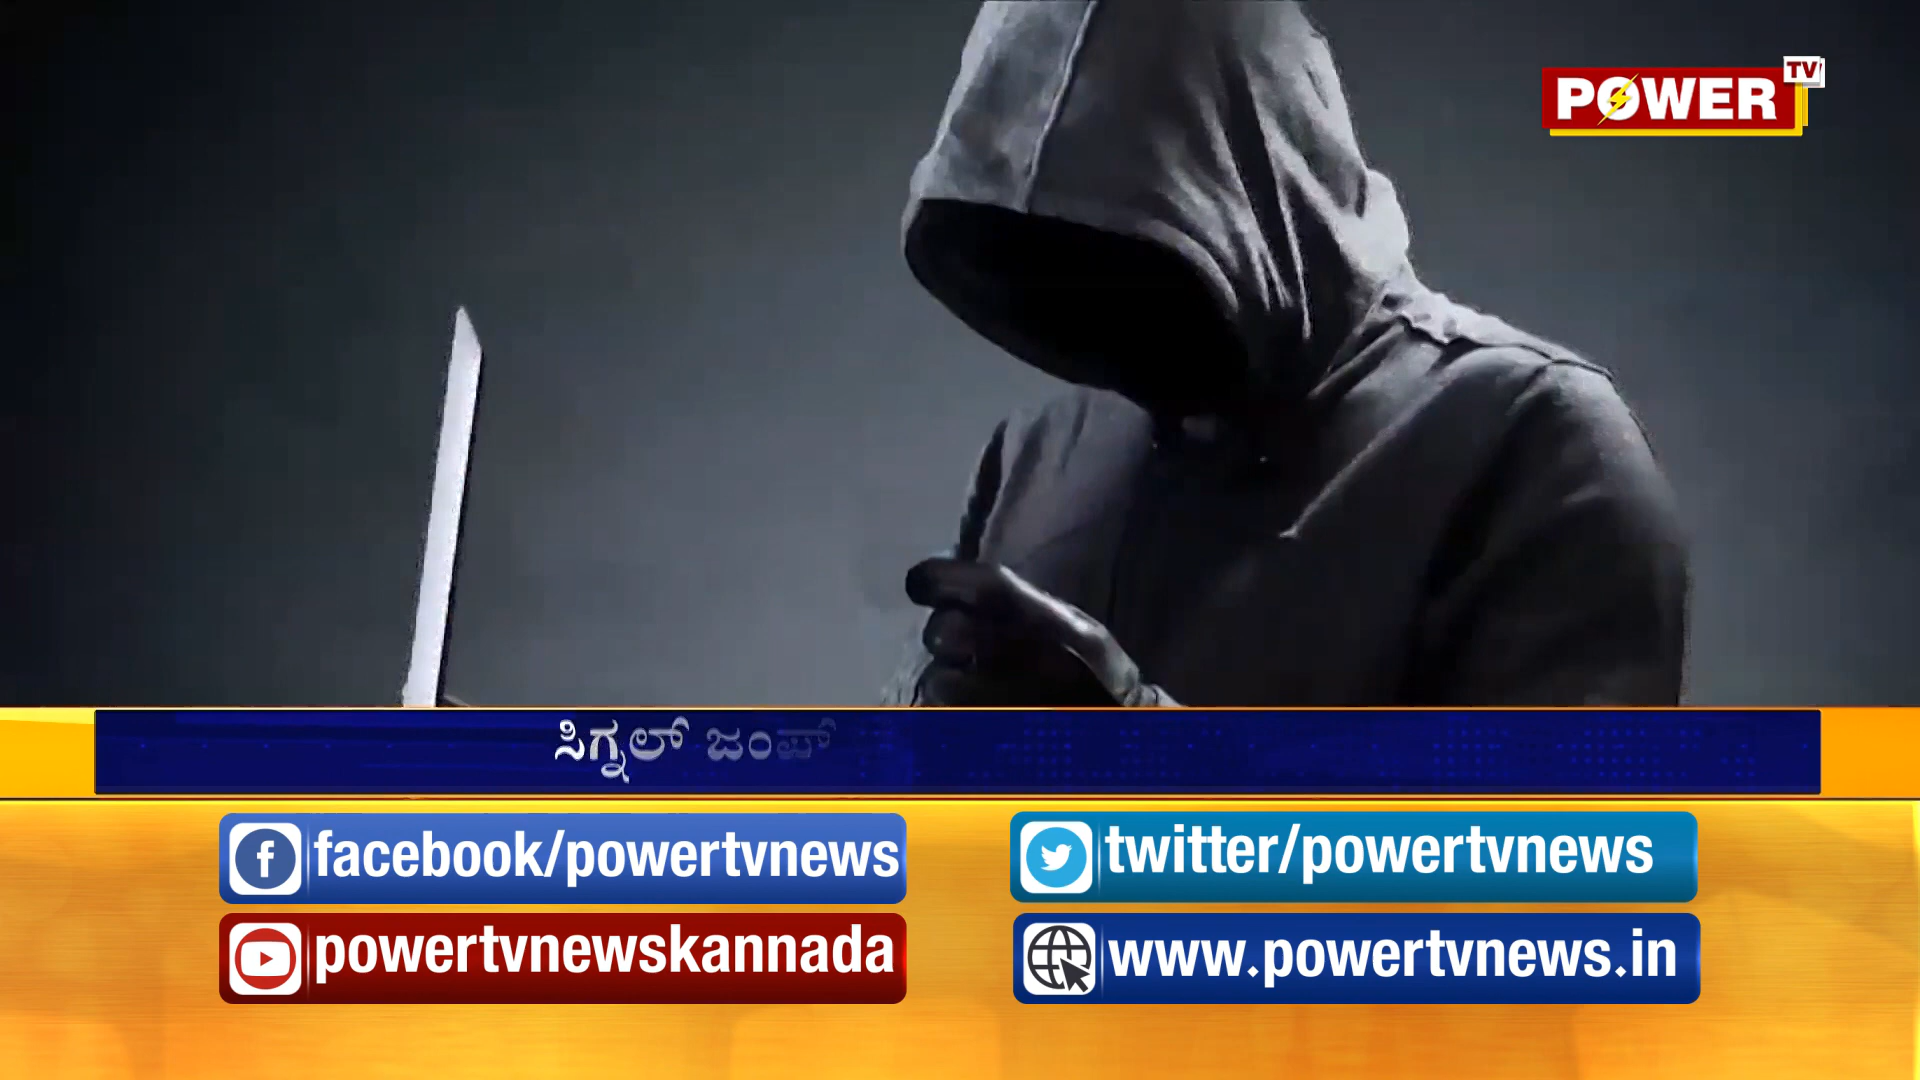 POWER TV
ಸಿಗ್ನಲ್ ಜಂಪ್
facebook/powertvnews
twitter/powertvnews
powertvnewskannada
www.powertvnews.in